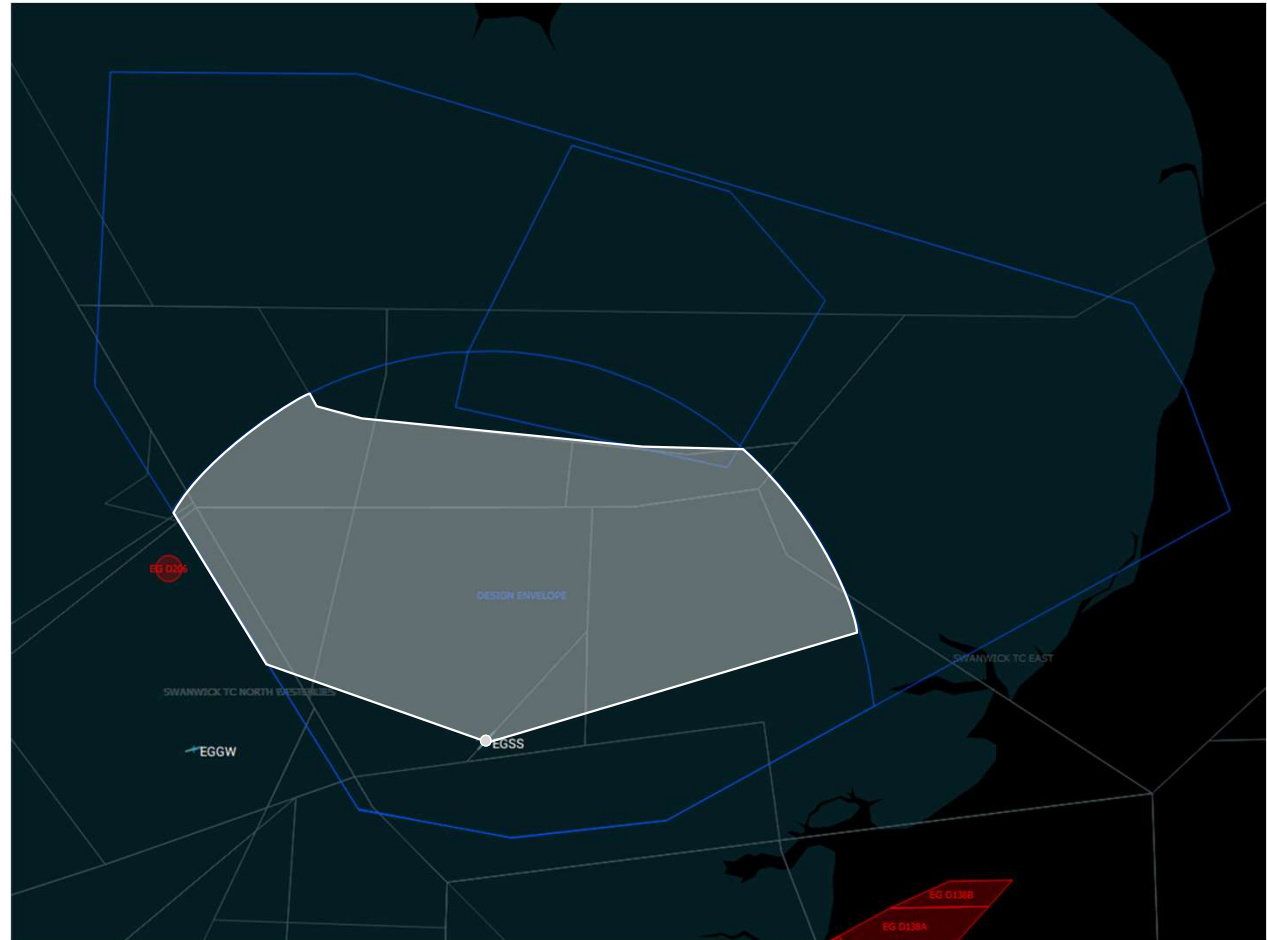 EG D206
DESIGN ENVELOPE
SWANWICK TC EAST
SWANWICK TC NORTH
EGSS
EGGW
EG D138B
EG D138A